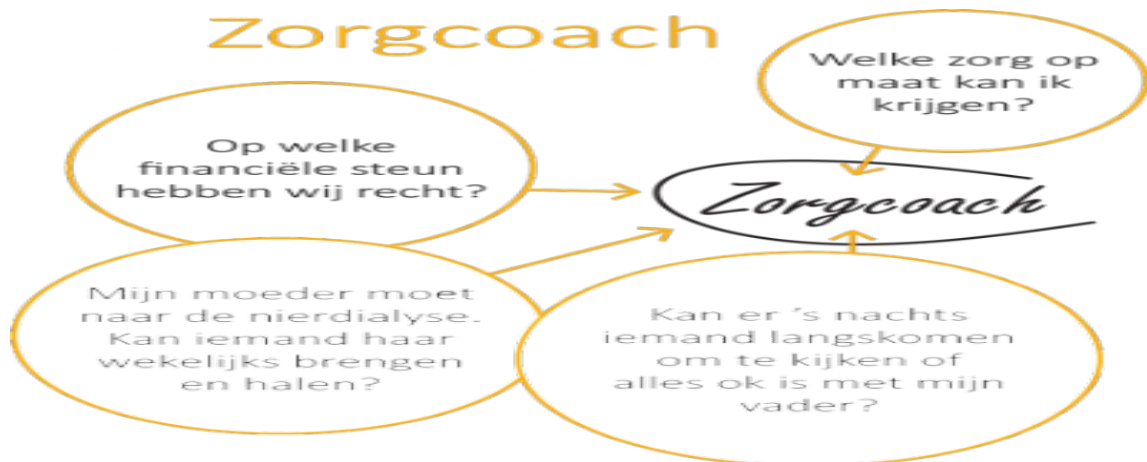 Zorgcoach
Welke zorg op
maat kan ik
krijgen?
Op welke
financiële steun
hebben wij recht?
Zorgcoach
Mijn moeder moet
naar de nierdialyse.
Kan iemand haar
wekelijks brengen
en halen?
Kan er 's nachts
iemand langskomen
om te kijken of
alles ok is met mijn
vader?